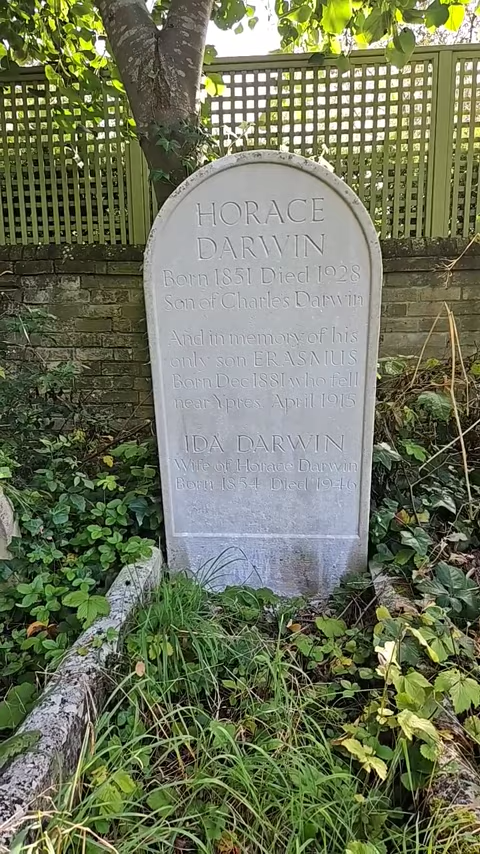 HORACE
DARWIN
Born 1851 Died 1928
Son of Charles Darwin
And in memory of his
only son ERASMUS
Born Dec 1881 who fell
near Ypres, April 1915
IDA DARWIN
Wife of Horace Darwin
Born 1854 Died 1946